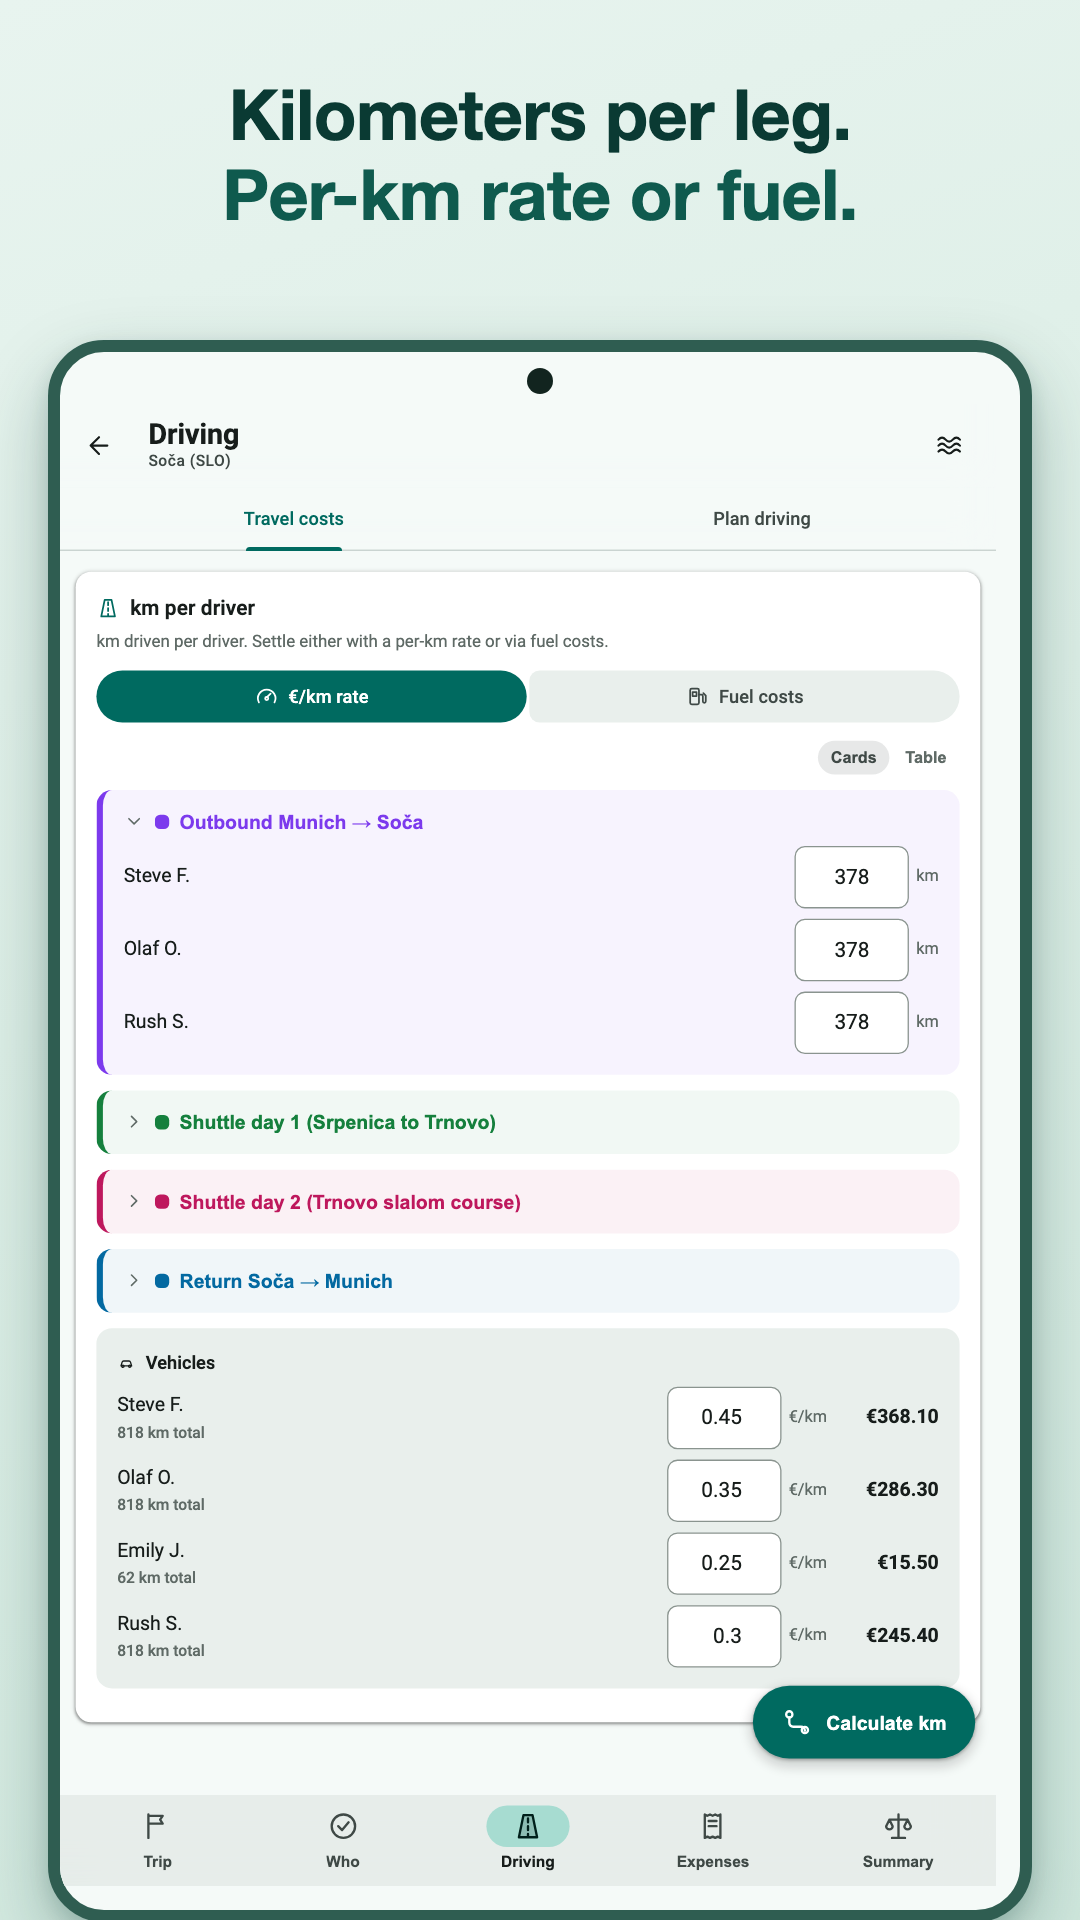 Kilometers per leg.
Per-km rate or fuel.
Driving
Soča (SLO)
Travel costs
Plan driving
km per driver
km driven per driver. Settle either with a per-km rate or via fuel costs.
€/km rate
Fuel costs
Cards
Table
Outbound Munich → Soča
Steve F.
378
km
Olaf O.
378
km
Rush S.
378
km
Shuttle day 1 (Srpenica to Trnovo)
Shuttle day 2 (Trnovo slalom course)
Return Soča → Munich
Vehicles
Steve F.
818 km total
0.45
€/km
€368.10
Olaf O.
818 km total
0.35
€/km
€286.30
Emily J.
62 km total
0.25
€/km
€15.50
Rush S.
818 km total
0.3
€/km
€245.40
Calculate km
Trip
Who
Driving
Expenses
Summary